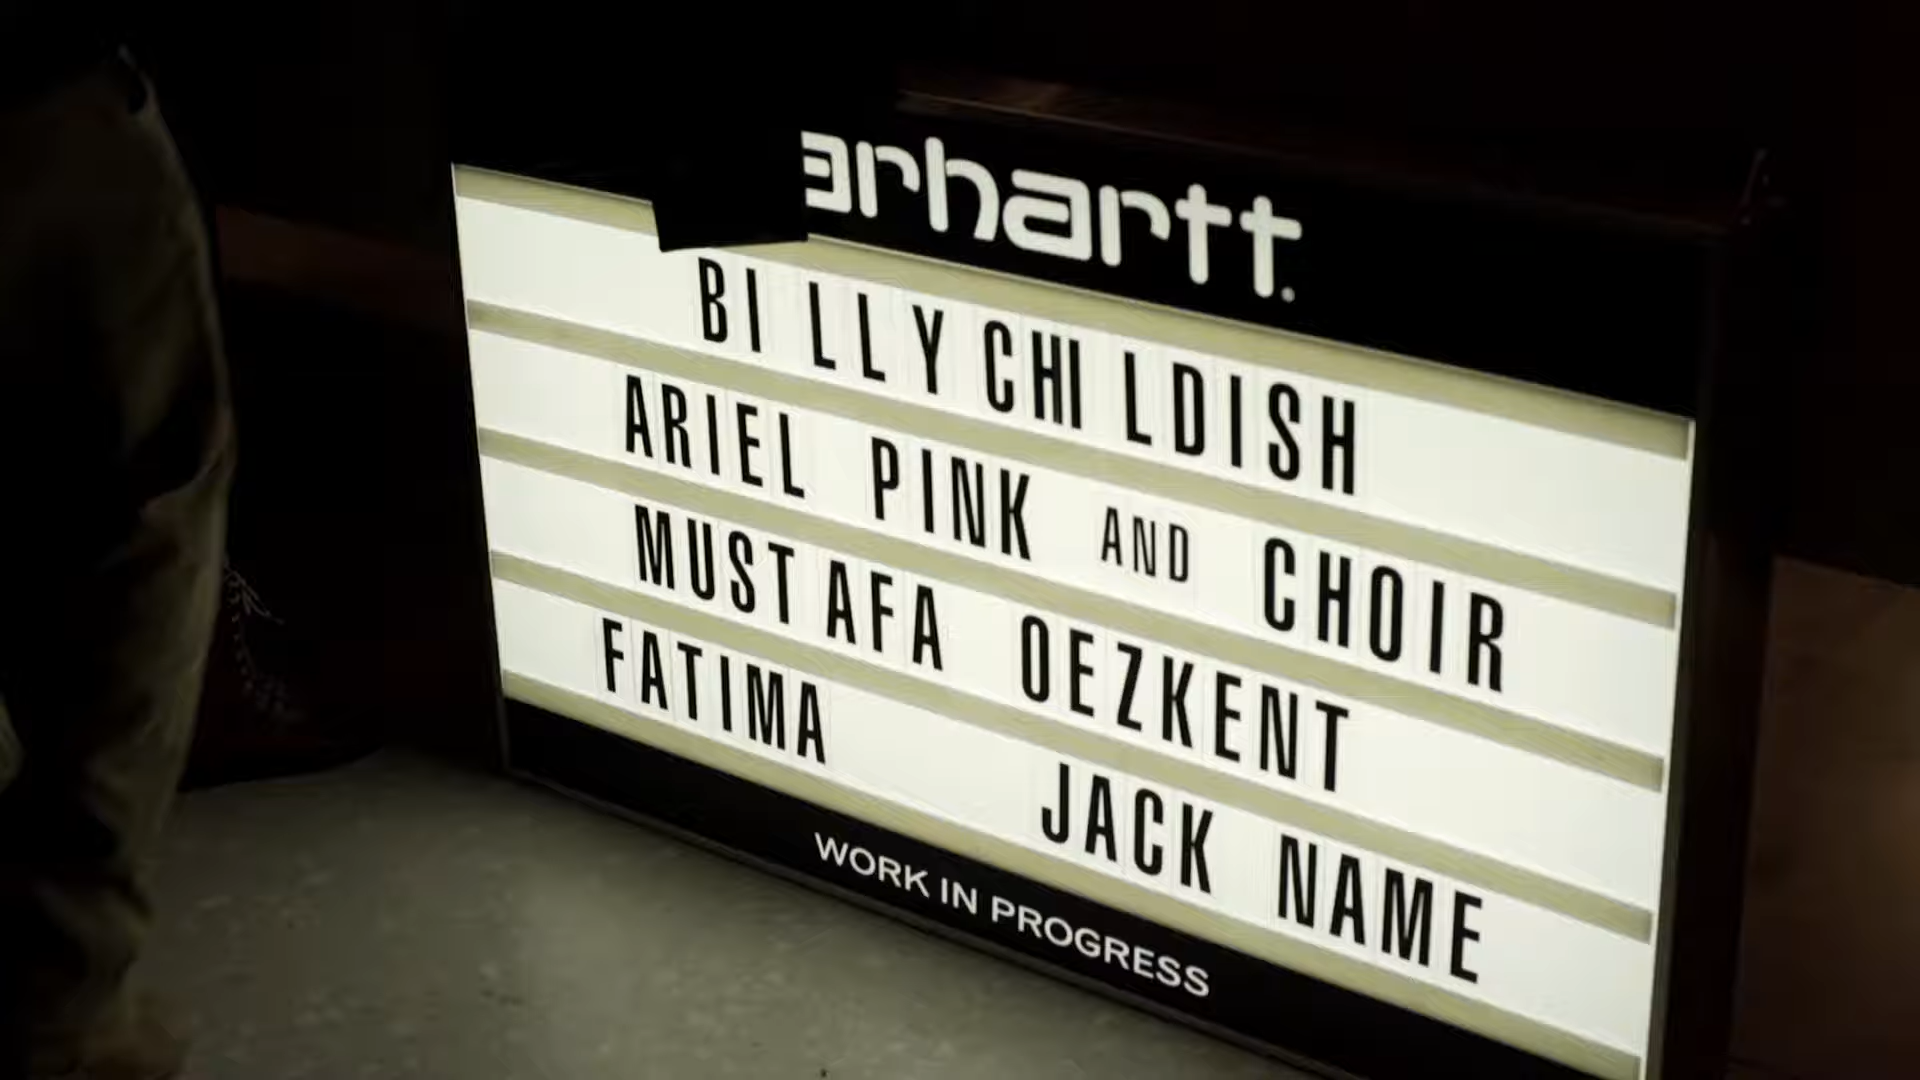 arhartt.
BILLY CHILDISH
ARIEL PINK AND CHOIR
MUSTAFA OEZKENT
FATIMA JACK NAME
WORK IN PROGRESS